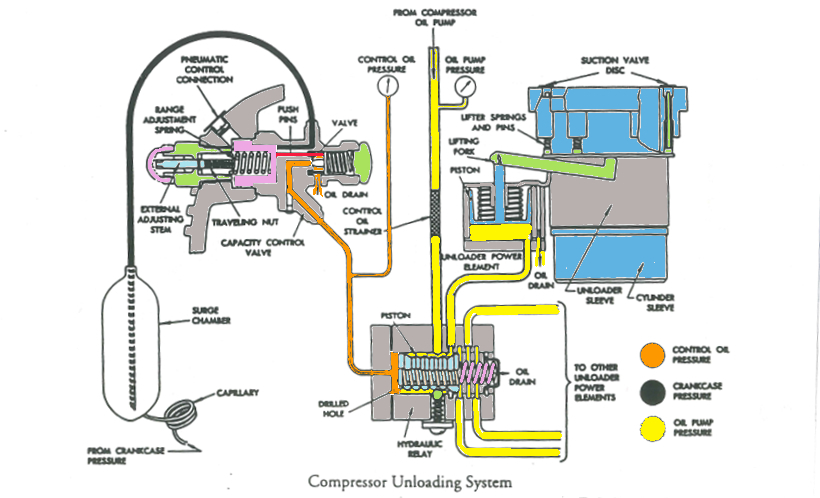 FROM COMPRESSOR
OIL PUMP
PNEUMATIC
CONTROL
CONNECTION
CONTROL OIL
PRESSURE
OIL PUMP
PRESSURE
SUCTION VALVE
DISC
RANGE
ADJUSTMENT
SPRING
PUSH
PINS
VALVE
LIFTER SPRINGS
AND PINS
LIFTING
FORK
PISTON
OIL DRAIN
EXTERNAL
ADJUSTING
STEM
TRAVELING NUT
CAPACITY CONTROL
VALVE
CONTROL
OIL
STRAINER
UNLOADER POWER
ELEMENT
OIL
DRAIN
UNLOADER
SLEEVE
CYLINDER
SLEEVE
SURGE
CHAMBER
PISTON
CAPILLARY
OIL
DRAIN
TO OTHER
UNLOADER
POWER
ELEMENTS
DRILLED
HOLE
HYDRAULIC
RELAY
FROM CRANKCASE
PRESSURE
CONTROL OIL
PRESSURE
CRANKCASE
PRESSURE
OIL PUMP
PRESSURE
Compressor Unloading System